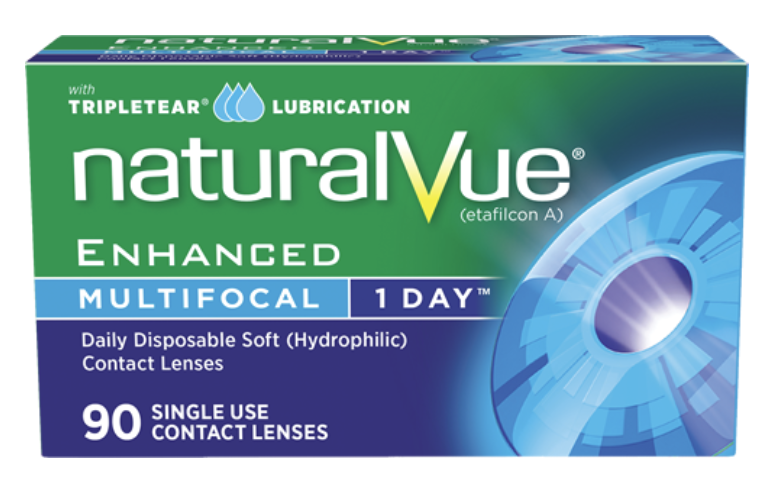 with
TRIPLETEAR® LUBRICATION
naturalVue®
(etafilcon A)
ENHANCED
MULTIFOCAL 1 DAY™
Daily Disposable Soft (Hydrophilic)
Contact Lenses
90 SINGLE USE
CONTACT LENSES